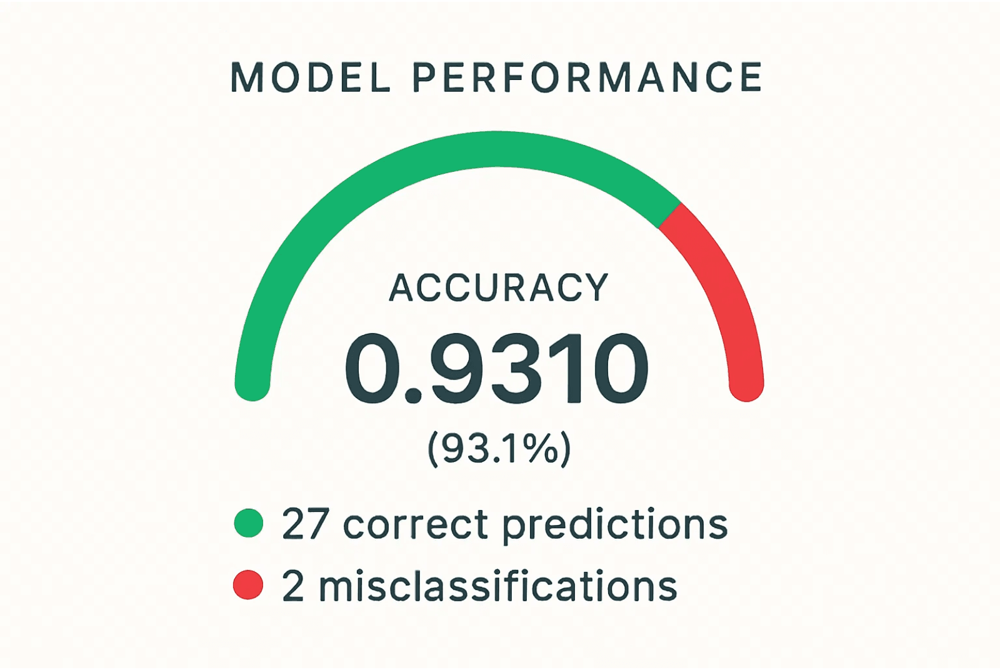 MODEL PERFORMANCE
ACCURACY
0.9310
(93.1%)
27 correct predictions
2 misclassifications